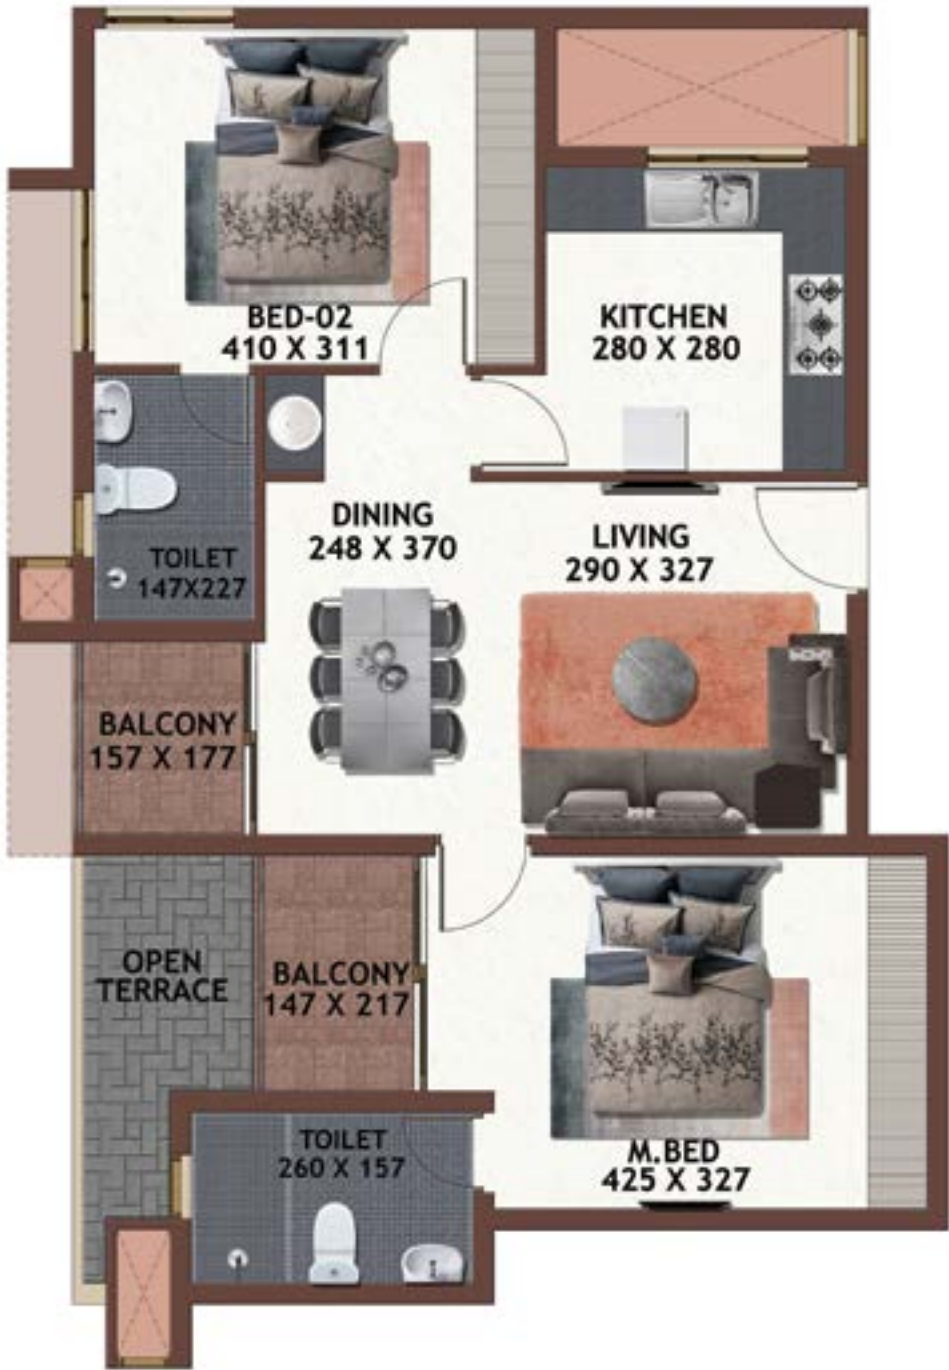 BED-02
410 X 311
KITCHEN
280 X 280
DINING
248 X 370
LIVING
290 X 327
TOILET
147X227
BALCONY
157 X 177
OPEN
TERRACE
BALCONY
147 X 217
TOILET
260 X 157
M.BED
425 X 327